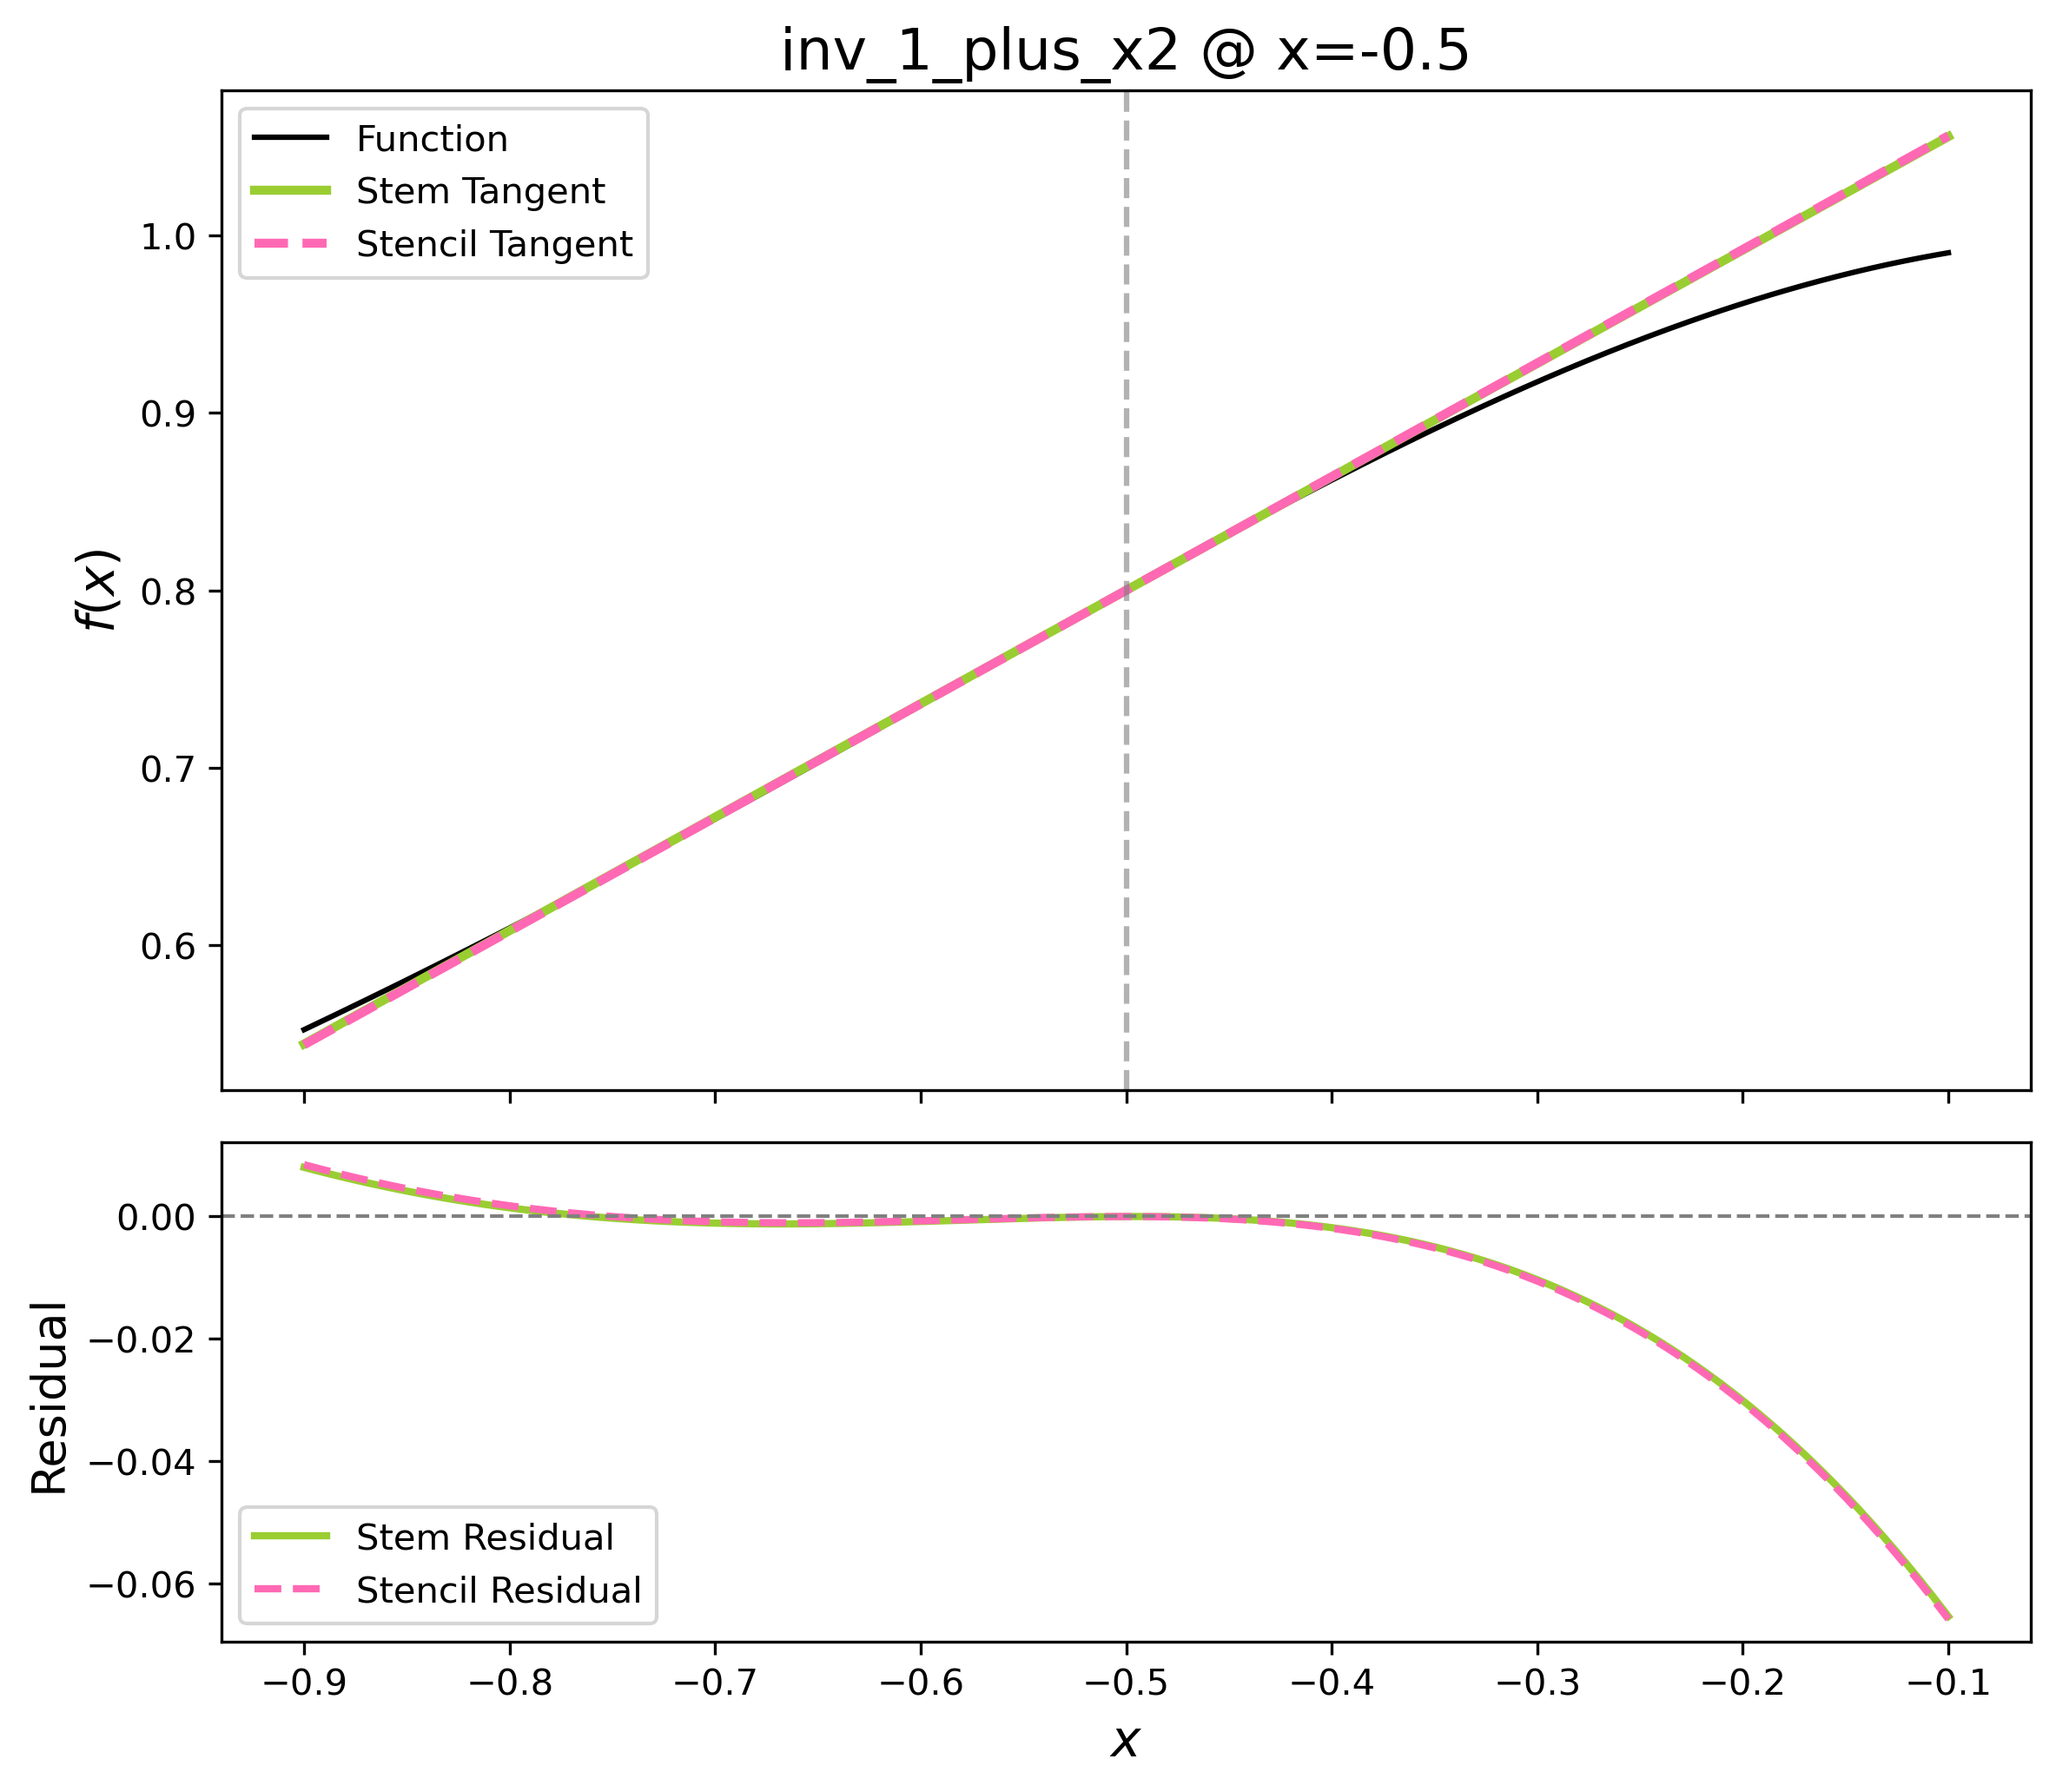 inv_1_plus_x2 @ x=-0.5
Function
Stem Tangent
Stencil Tangent
1.0
0.9
0.8
0.7
0.6
f(x)
0.00
−0.02
−0.04
−0.06
Residual
Stem Residual
Stencil Residual
−0.9 −0.8 −0.7 −0.6 −0.5 −0.4 −0.3 −0.2 −0.1
x